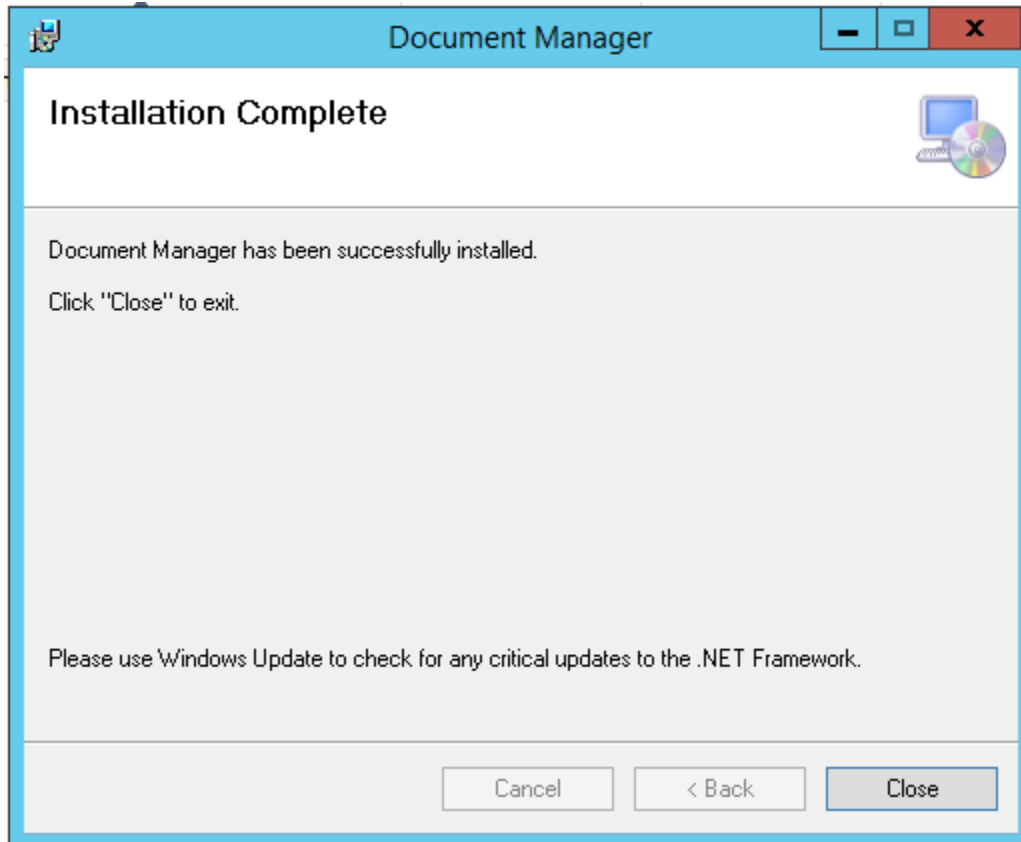 Document Manager
Installation Complete
Document Manager has been successfully installed.
Click "Close" to exit.
Please use Windows Update to check for any critical updates to the .NET Framework.
Cancel
< Back
Close